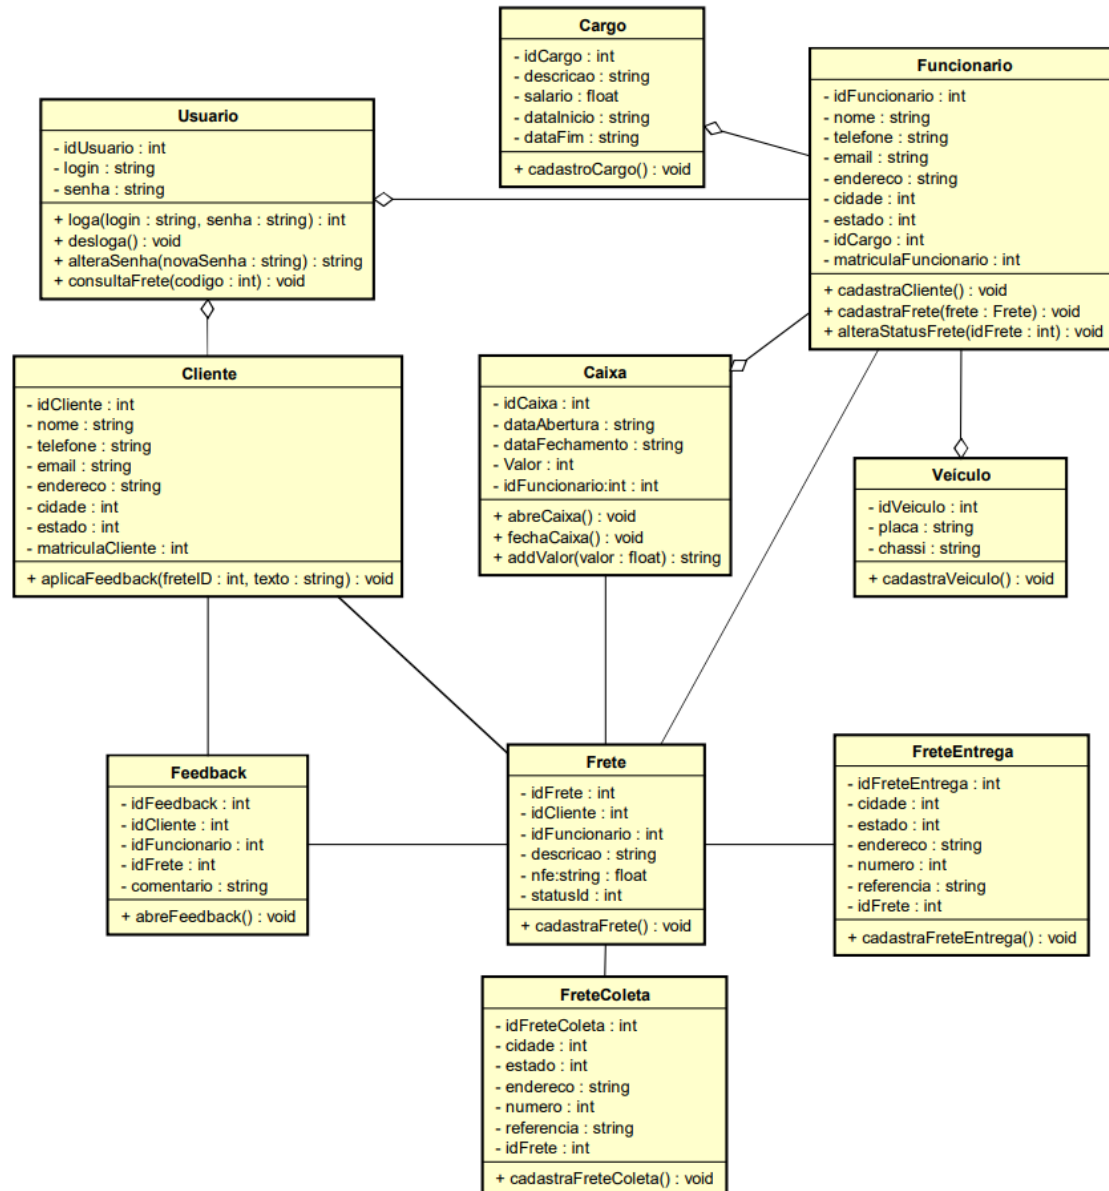 Cargo
- idCargo : int
- descricao : string
- salario : float
- dataInicio : string
- dataFim : string
+ cadastroCargo() : void
Funcionario
- idFuncionario : int
- nome : string
- telefone : string
- email : string
- endereco : string
- cidade : int
- estado : int
- idCargo : int
- matriculaFuncionario : int
+ cadastraCliente() : void
+ cadastraFrete(frete : Frete) : void
+ alteraStatusFrete(idFrete : int) : void
Usuario
- idUsuario : int
- login : string
- senha : string
+ loga(login : string, senha : string) : int
+ desloga() : void
+ alteraSenha(novaSenha : string) : string
+ consultaFrete(codigo : int) : void
Cliente
- idCliente : int
- nome : string
- telefone : string
- email : string
- endereco : string
- cidade : int
- estado : int
- matriculaCliente : int
+ aplicaFeedback(freteID : int, texto : string) : void
Caixa
- idCaixa : int
- dataAbertura : string
- dataFechamento : string
- Valor : int
- idFuncionario:int : int
+ abreCaixa() : void
+ fechaCaixa() : void
+ addValor(valor : float) : string
Veículo
- idVeiculo : int
- placa : string
- chassi : string
+ cadastraVeiculo() : void
Feedback
- idFeedback : int
- idCliente : int
- idFuncionario : int
- idFrete : int
- comentario : string
+ abreFeedback() : void
Frete
- idFrete : int
- idCliente : int
- idFuncionario : int
- descricao : string
- nfe:string : float
- statusId : int
+ cadastraFrete() : void
FreteEntrega
- idFreteEntrega : int
- cidade : int
- estado : int
- endereco : string
- numero : int
- referencia : string
- idFrete : int
+ cadastraFreteEntrega() : void
FreteColeta
- idFreteColeta : int
- cidade : int
- estado : int
- endereco : string
- numero : int
- referencia : string
- idFrete : int
+ cadastraFreteColeta() : void